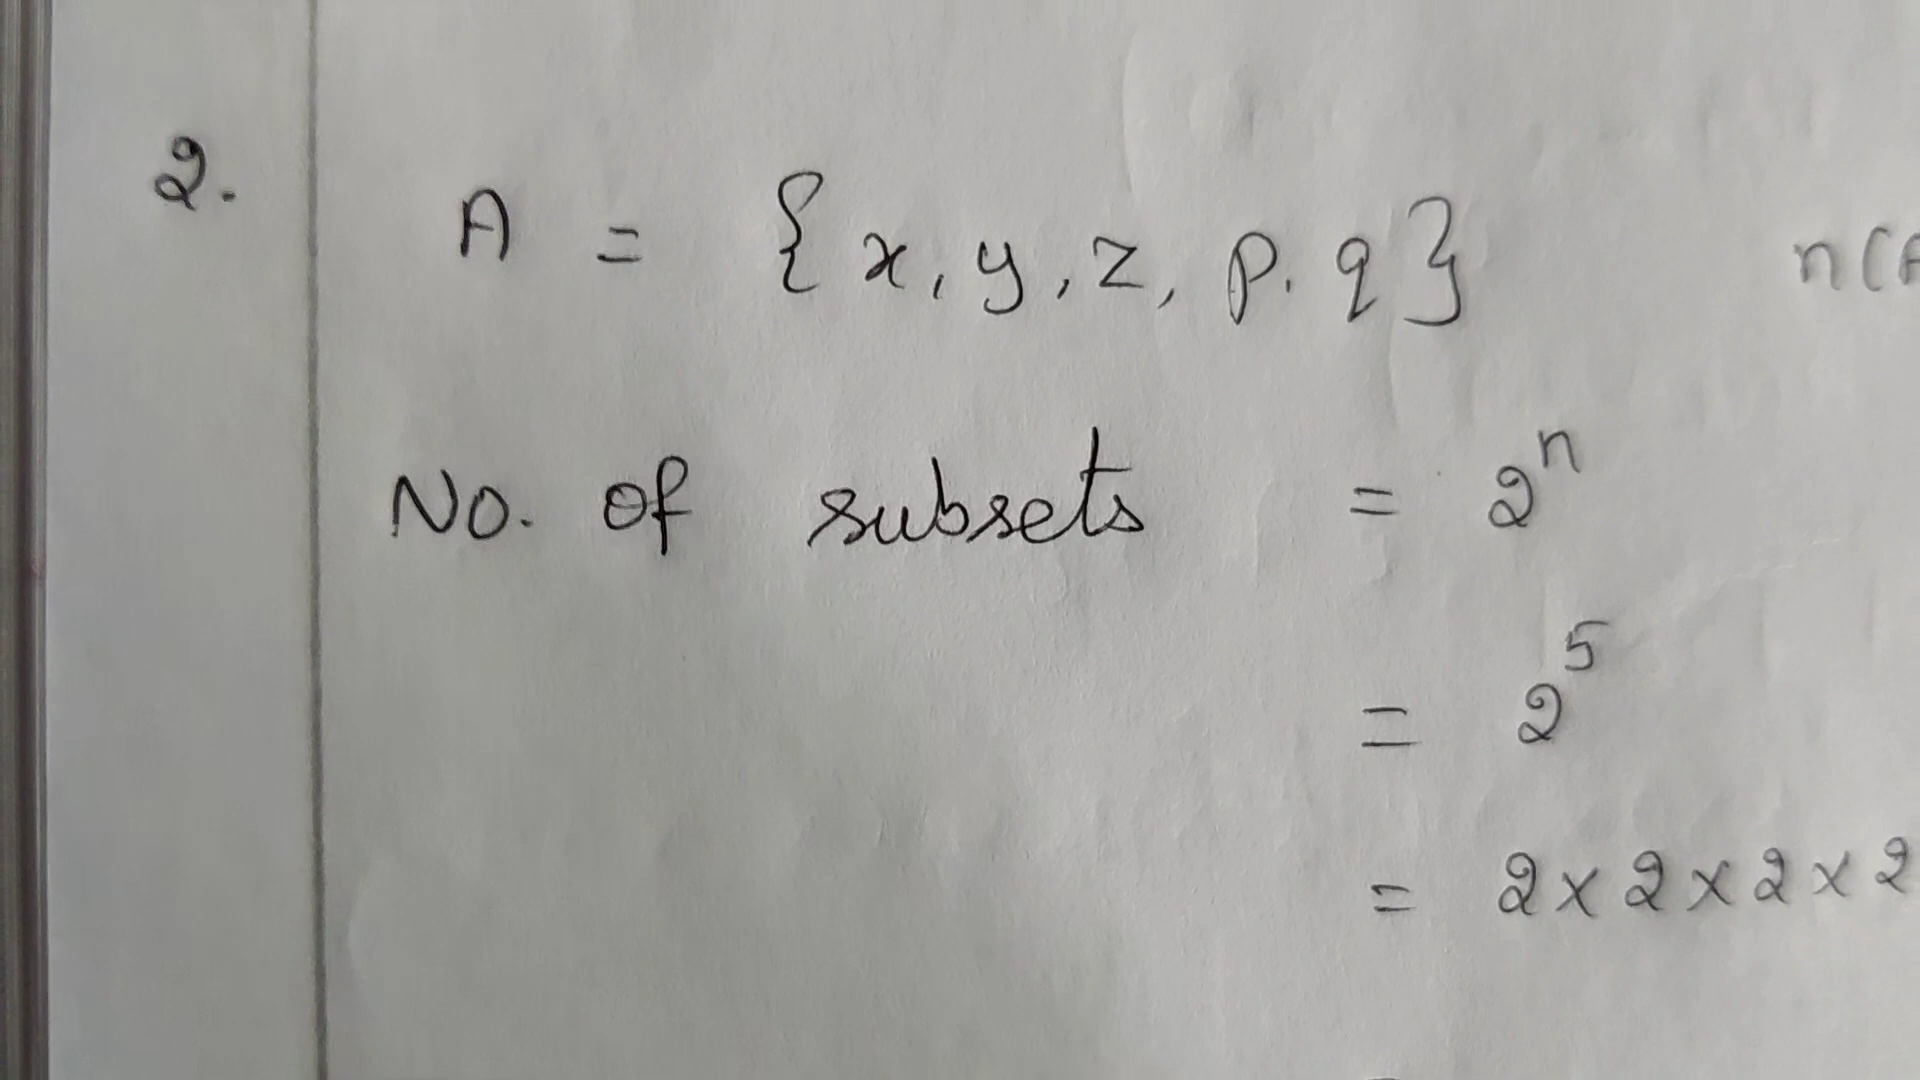 2. A = {x, y, z, p. q} n(A
No. of subsets = 2ⁿ
= 2⁵
= 2 x 2 x 2 x 2